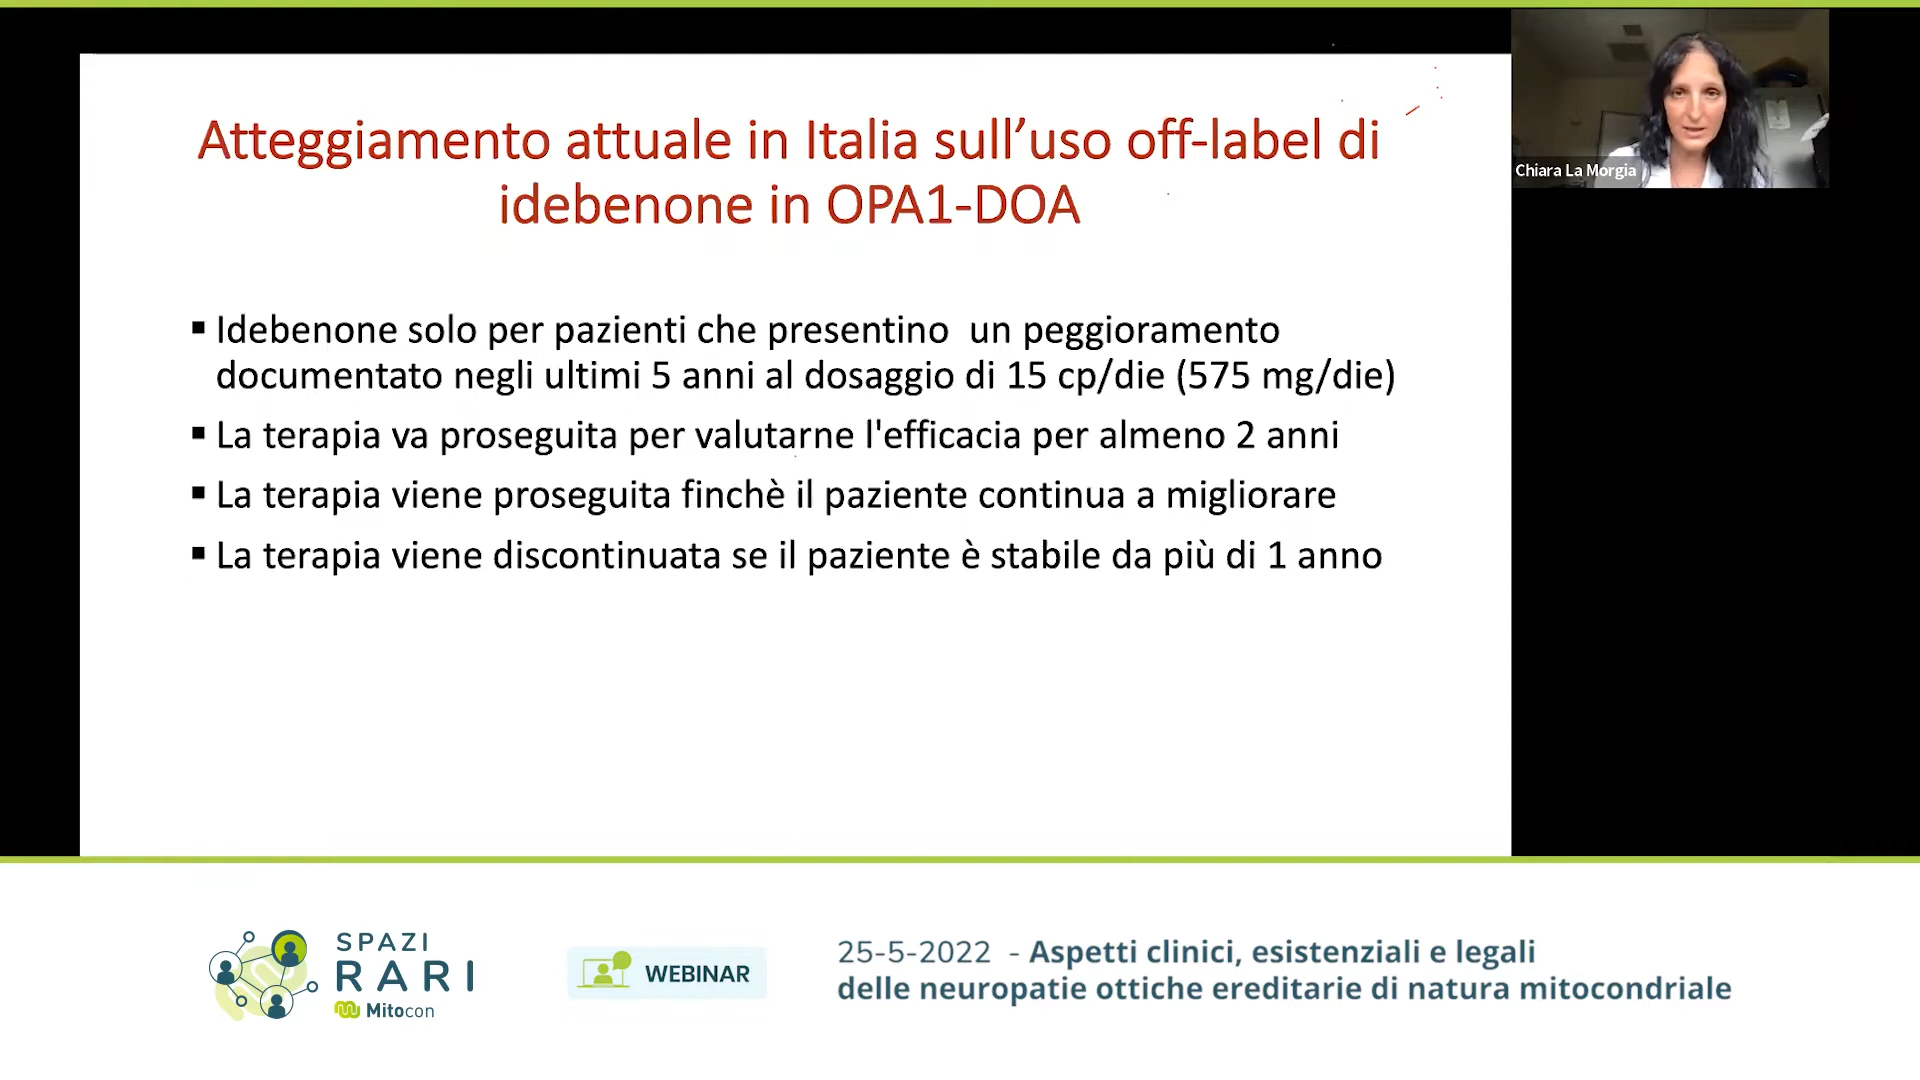 Atteggiamento attuale in Italia sull’uso off-label di
idebenone in OPA1-DOA
▪ Idebenone solo per pazienti che presentino  un peggioramento
documentato negli ultimi 5 anni al dosaggio di 15 cp/die (575 mg/die)
▪ La terapia va proseguita per valutarne l'efficacia per almeno 2 anni
▪ La terapia viene proseguita finchè il paziente continua a migliorare
▪ La terapia viene discontinuata se il paziente è stabile da più di 1 anno
Chiara La Morgia
SPAZI
RARI
Mitocon
WEBINAR
25-5-2022 - Aspetti clinici, esistenziali e legali
delle neuropatie ottiche ereditarie di natura mitocondriale